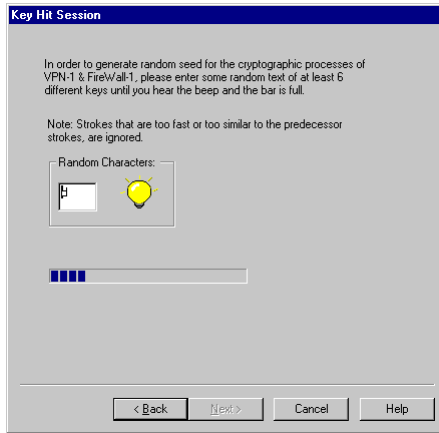 Key Hit Session
In order to generate random seed for the cryptographic processes of
VPN-1 & FireWall-1, please enter some random text of at least 6
different keys until you hear the beep and the bar is full.
Note: Strokes that are too fast or too similar to the predecessor
strokes, are ignored.
Random Characters:
< Back
Next >
Cancel
Help